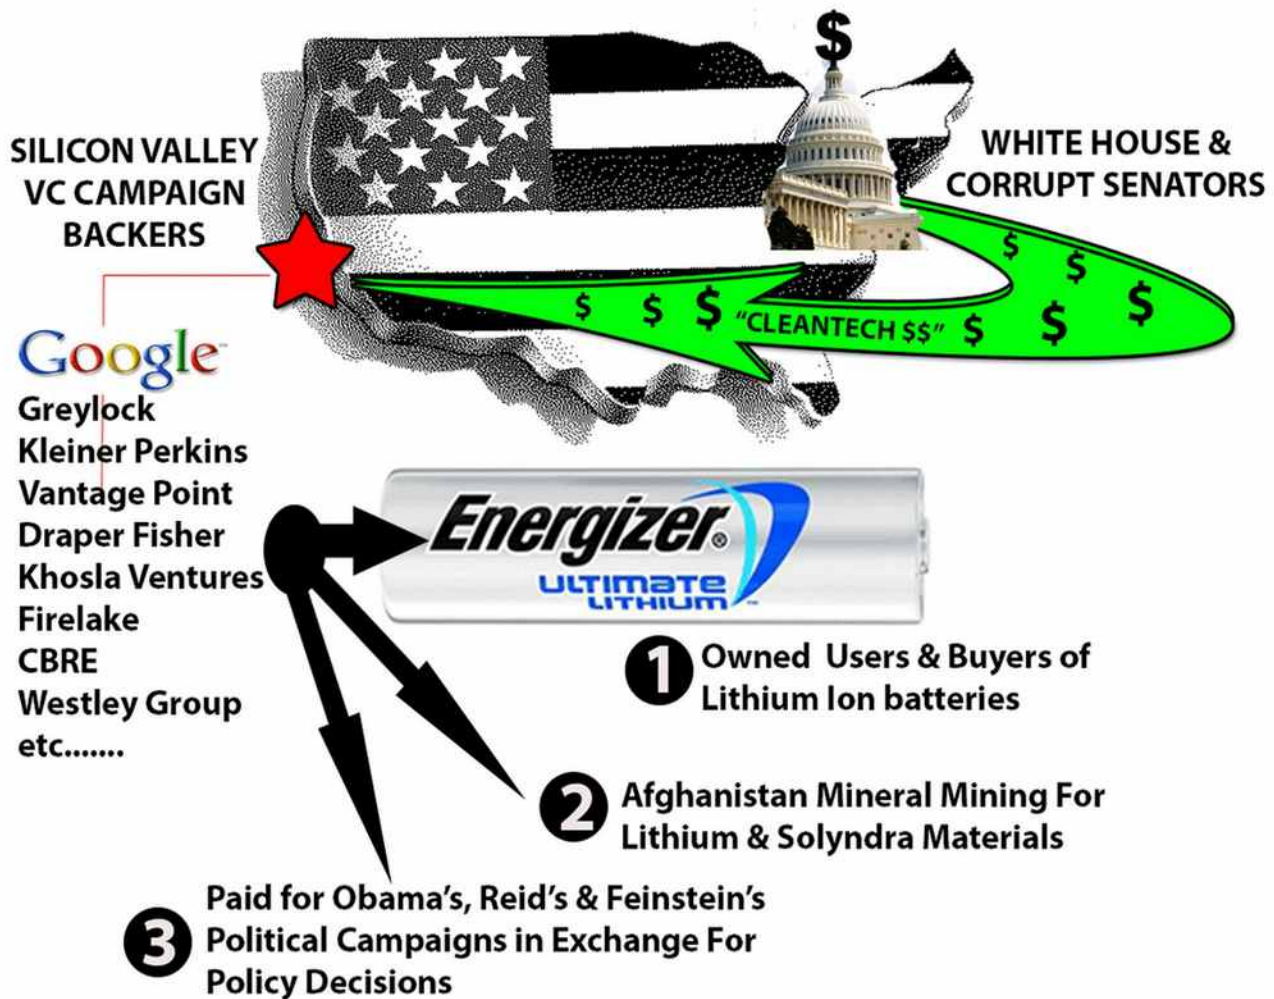 $
SILICON VALLEY
VC CAMPAIGN
BACKERS
WHITE HOUSE &
CORRUPT SENATORS
$ $ $ "CLEANTECH $$" $ $ $ $ $
Google™
Greylock
Kleiner Perkins
Vantage Point
Draper Fisher
Khosla Ventures
Firelake
CBRE
Westley Group
etc.......
Energizer®
ULTIMATE
LITHIUM™
1 Owned Users & Buyers of
Lithium Ion batteries
2 Afghanistan Mineral Mining For
Lithium & Solyndra Materials
3 Paid for Obama's, Reid's & Feinstein's
Political Campaigns in Exchange For
Policy Decisions